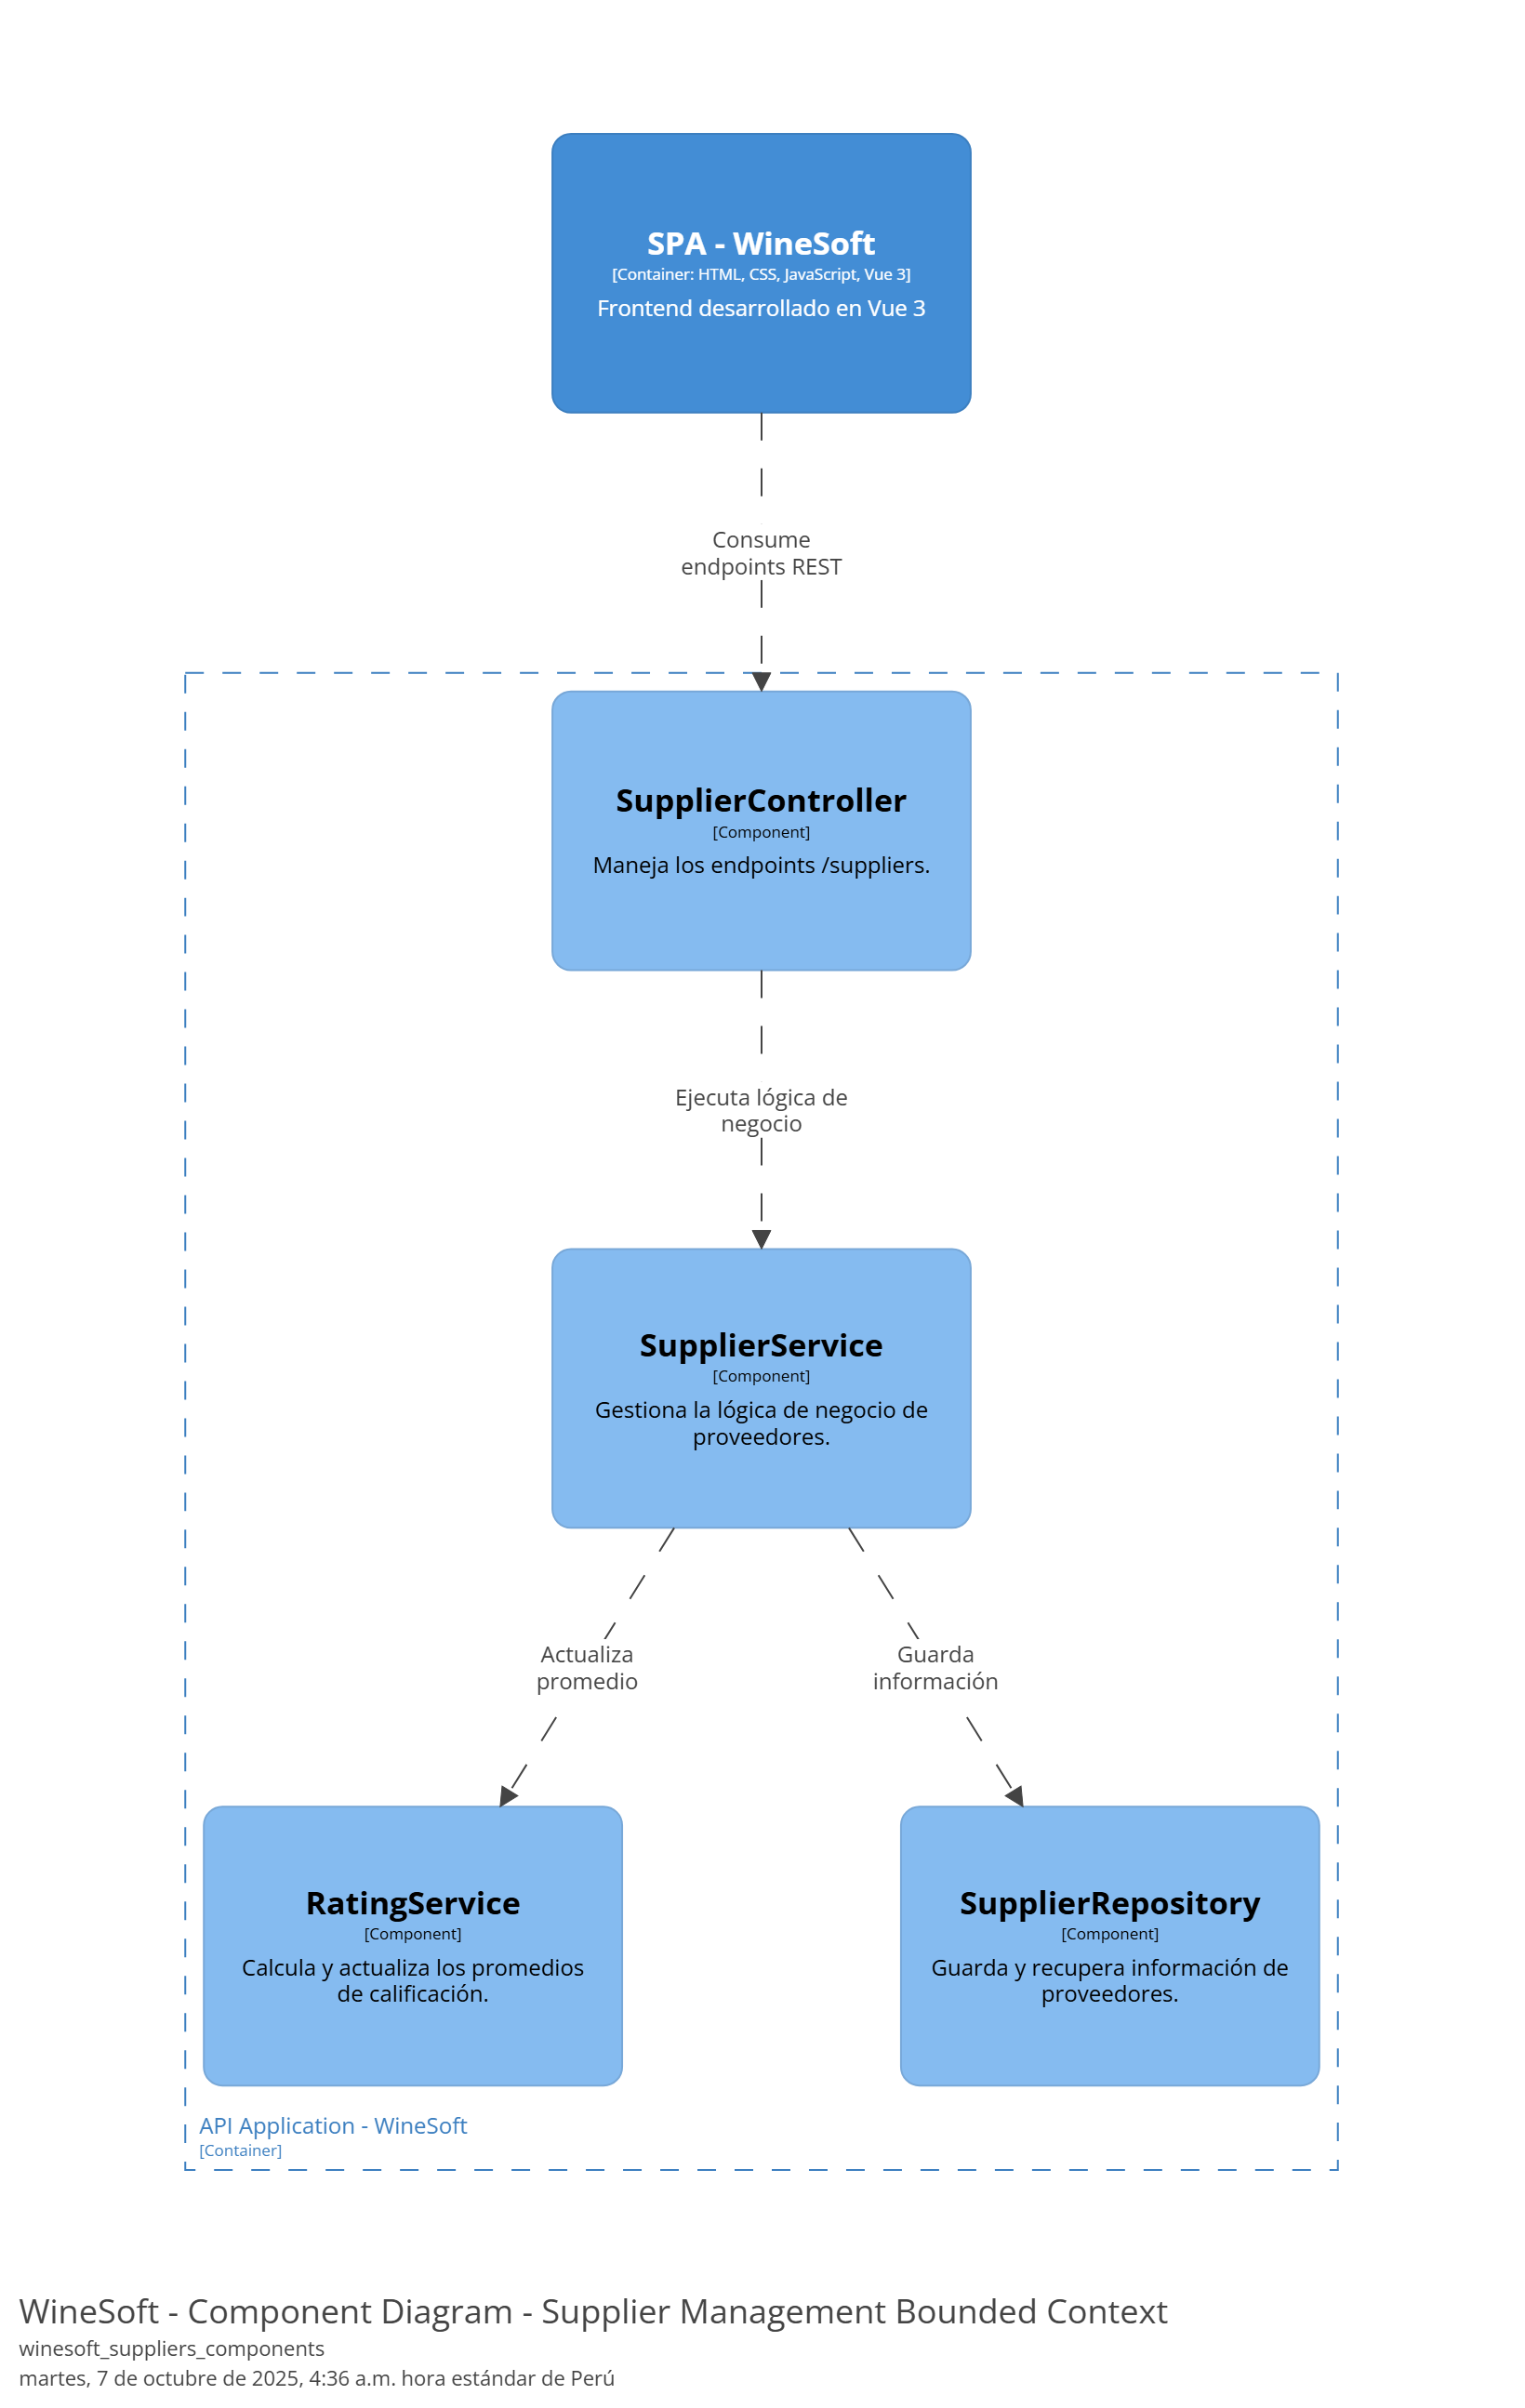 SPA - WineSoft
[Container: HTML, CSS, JavaScript, Vue 3]
Frontend desarrollado en Vue 3
Consume
endpoints REST
SupplierController
[Component]
Maneja los endpoints /suppliers.
Ejecuta lógica de
negocio
SupplierService
[Component]
Gestiona la lógica de negocio de
proveedores.
Actualiza
promedio
Guarda
información
RatingService
[Component]
Calcula y actualiza los promedios
de calificación.
SupplierRepository
[Component]
Guarda y recupera información de
proveedores.
API Application - WineSoft
[Container]
WineSoft - Component Diagram - Supplier Management Bounded Context
winesoft_suppliers_components
martes, 7 de octubre de 2025, 4:36 a.m. hora estándar de Perú